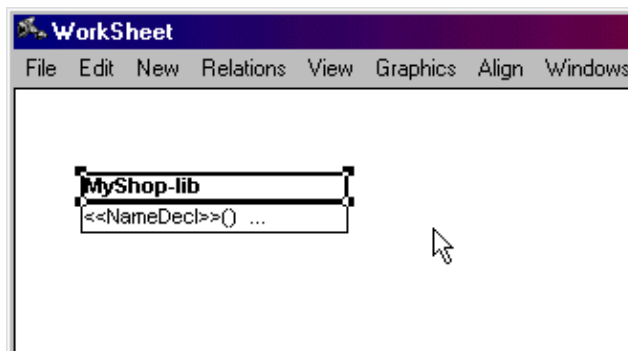 WorkSheet
File Edit New Relations View Graphics Align Windows
MyShop-lib
<<NameDecl>>() ...